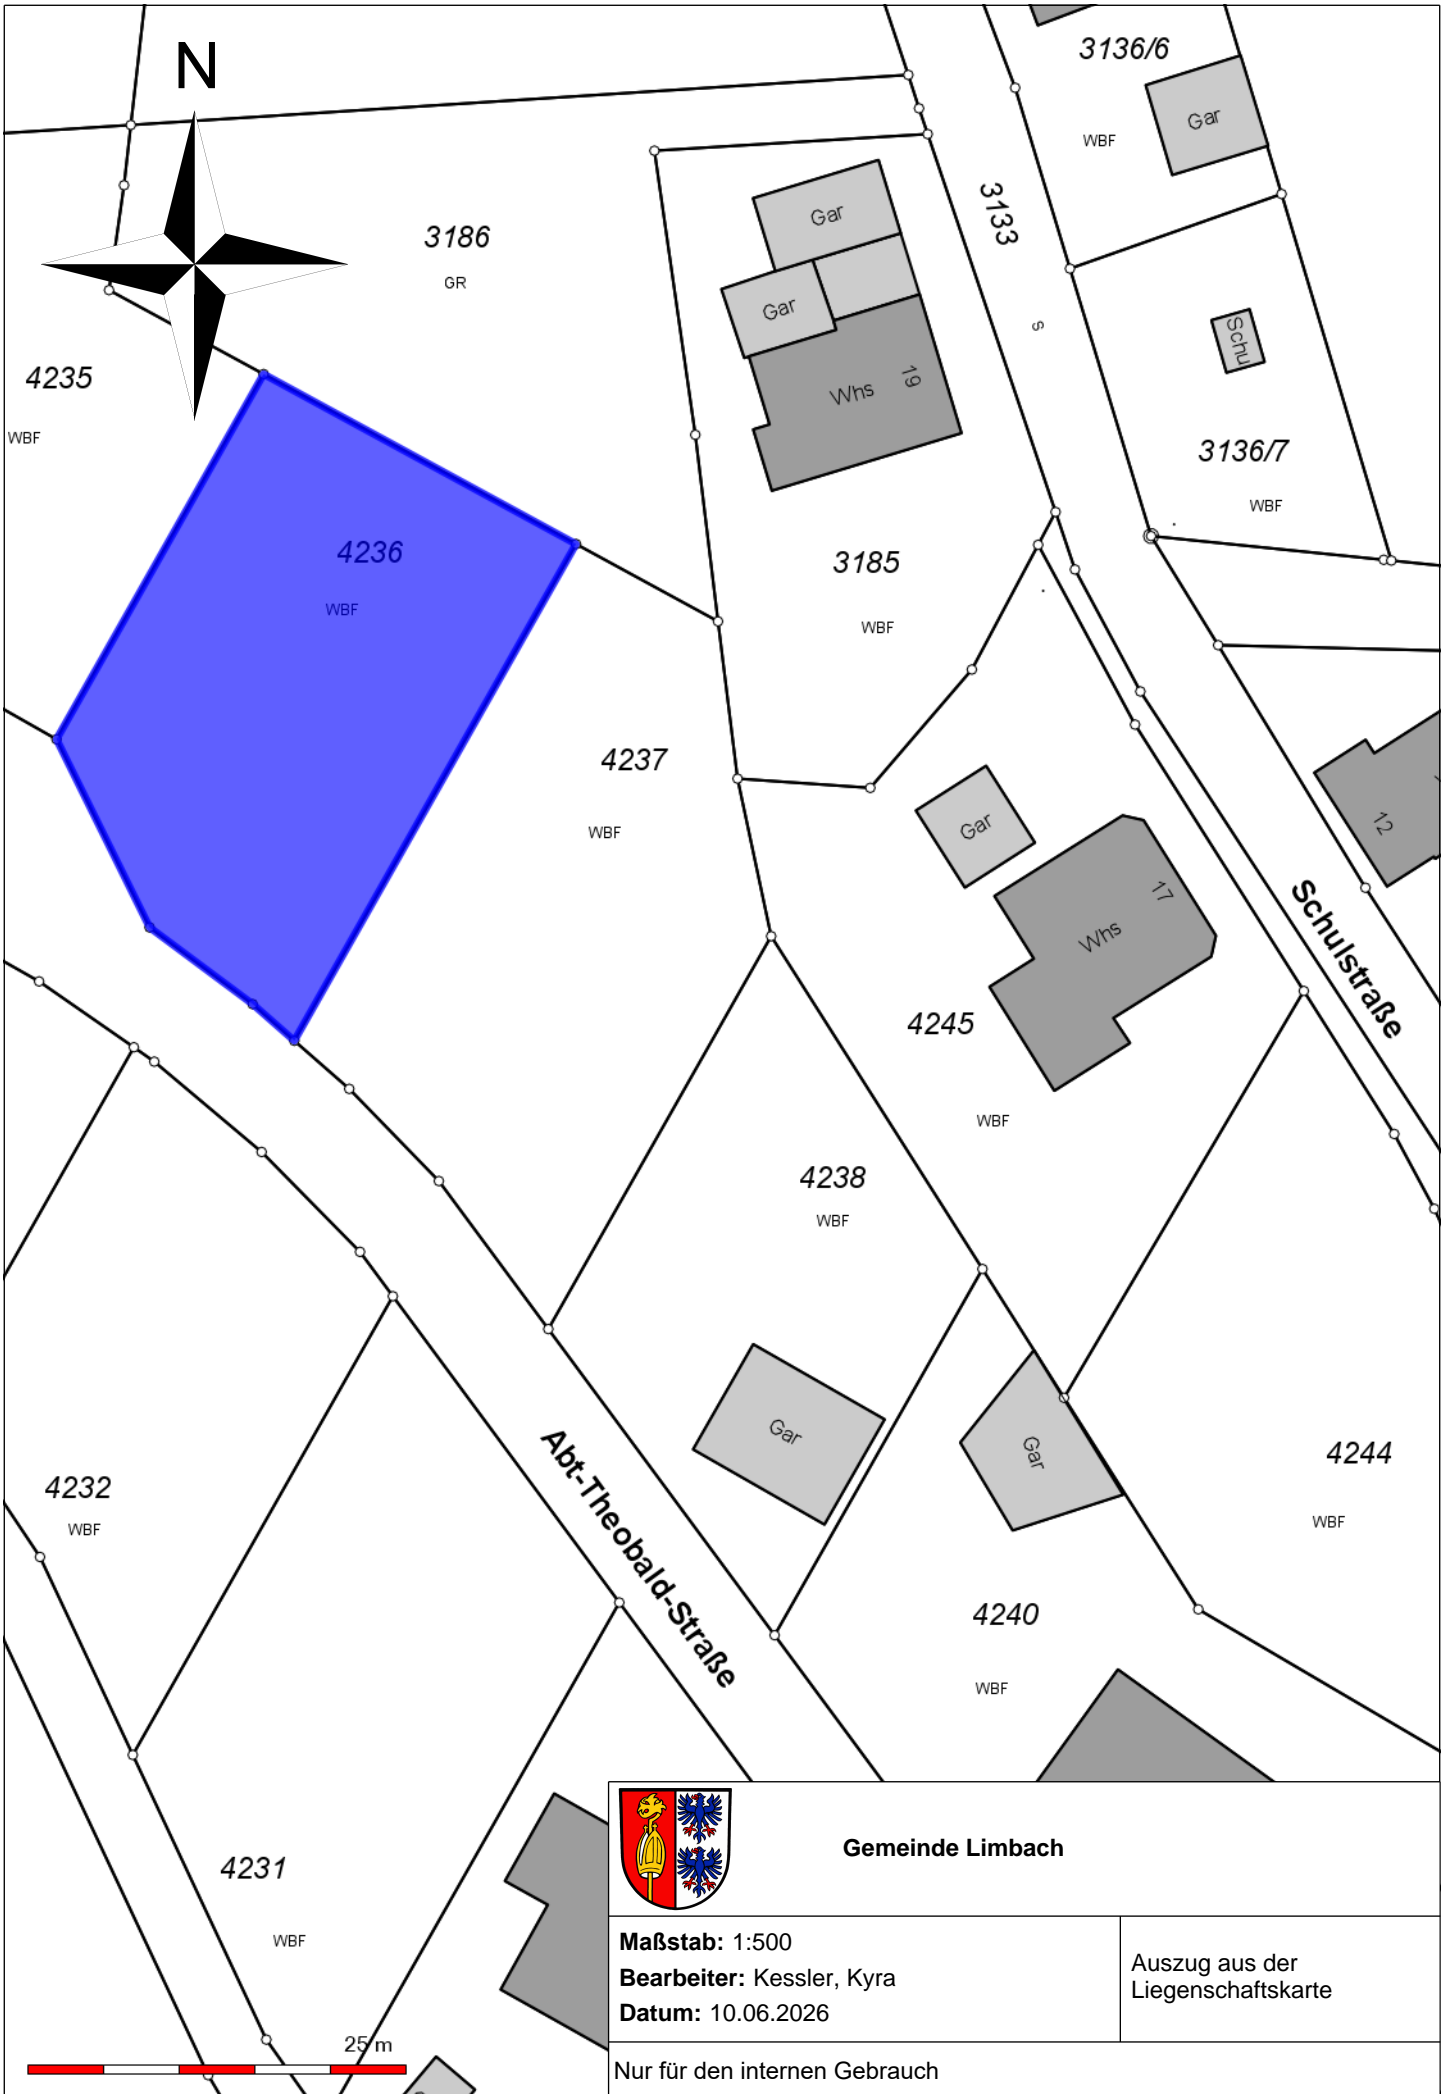 N
3136/6
WBF
Gar
3133
S
3186
GR
Gar
Gar
Whs
19
Schu
3136/7
WBF
4235
WBF
4236
WBF
3185
WBF
4237
WBF
Gar
Whs
17
12
Schulstraße
4245
WBF
4238
WBF
Gar
Gar
4244
WBF
Abt-Theobald-Straße
4232
WBF
4240
WBF
4231
WBF
25 m
Gemeinde Limbach
Maßstab: 1:500
Bearbeiter: Kessler, Kyra
Datum: 10.06.2026
Auszug aus der
Liegenschaftskarte
Nur für den internen Gebrauch